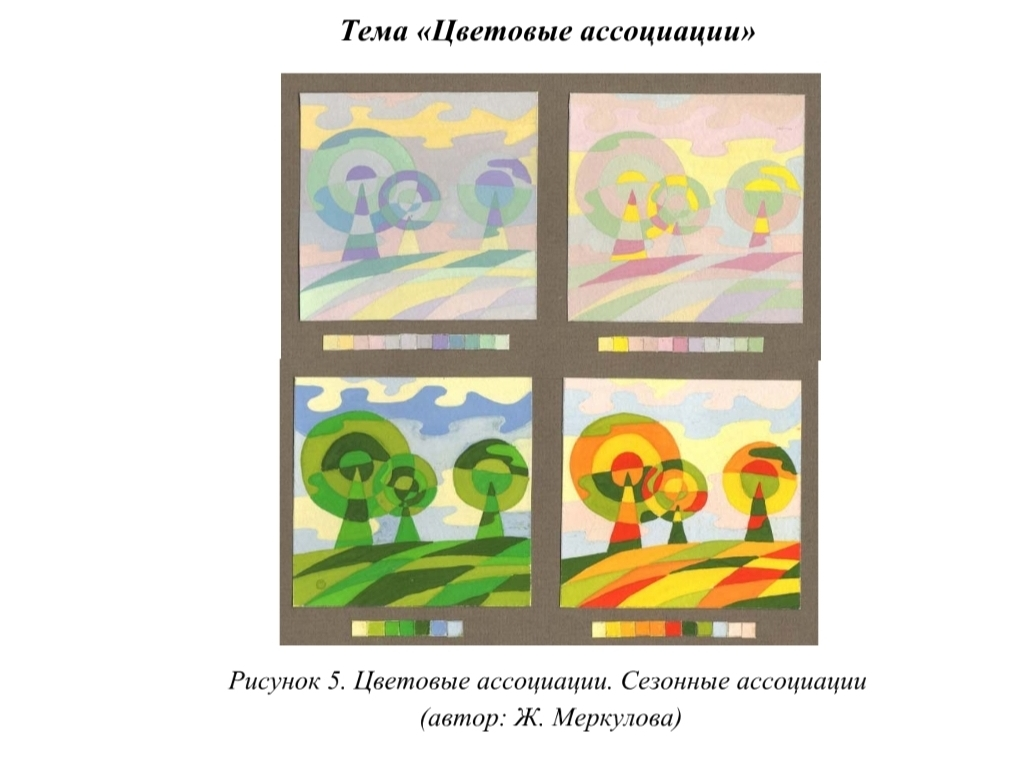 Тема «Цветовые ассоциации»
Рисунок 5. Цветовые ассоциации. Сезонные ассоциации
(автор: Ж. Меркулова)